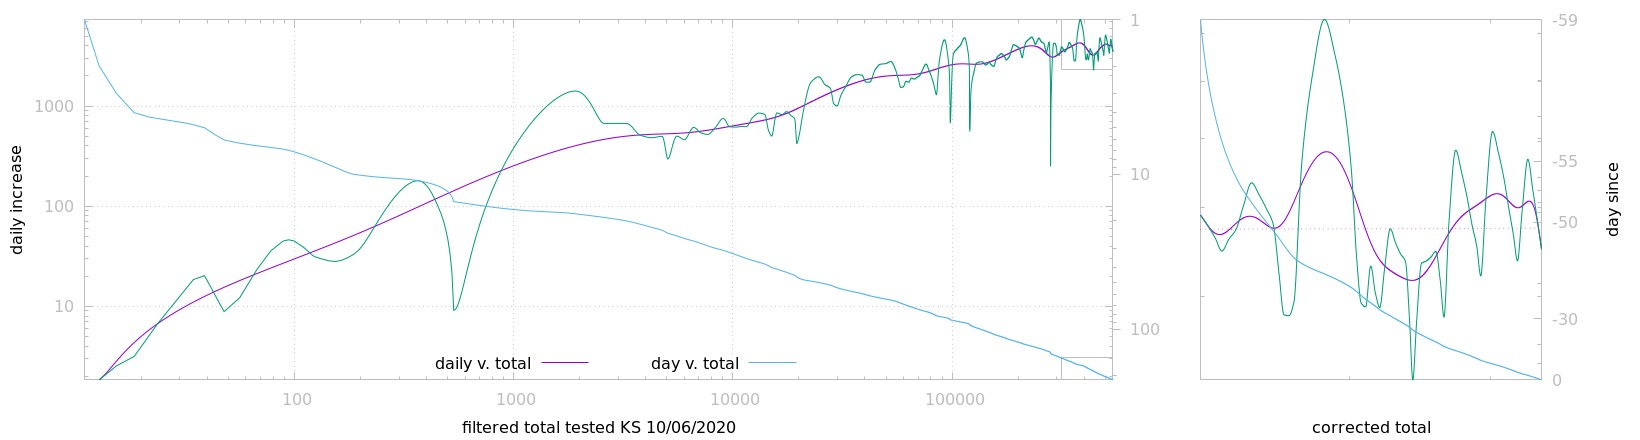 1 -59
1000
10 -55
daily increase 100 -50 day since
10 100 -30
daily v. total day v. total
0
100 1000 10000 100000
filtered total tested KS 10/06/2020 corrected total